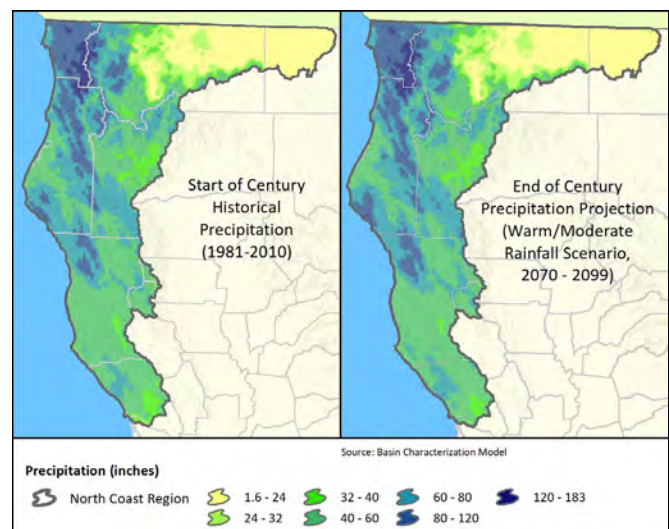 Start of Century
Historical
Precipitation
(1981-2010)
End of Century
Precipitation Projection
(Warm/Moderate
Rainfall Scenario,
2070 - 2099)
Source: Basin Characterization Model
Precipitation (inches)
North Coast Region
1.6 - 24
24 - 32
32 - 40
40 - 60
60 - 80
80 - 120
120 - 183